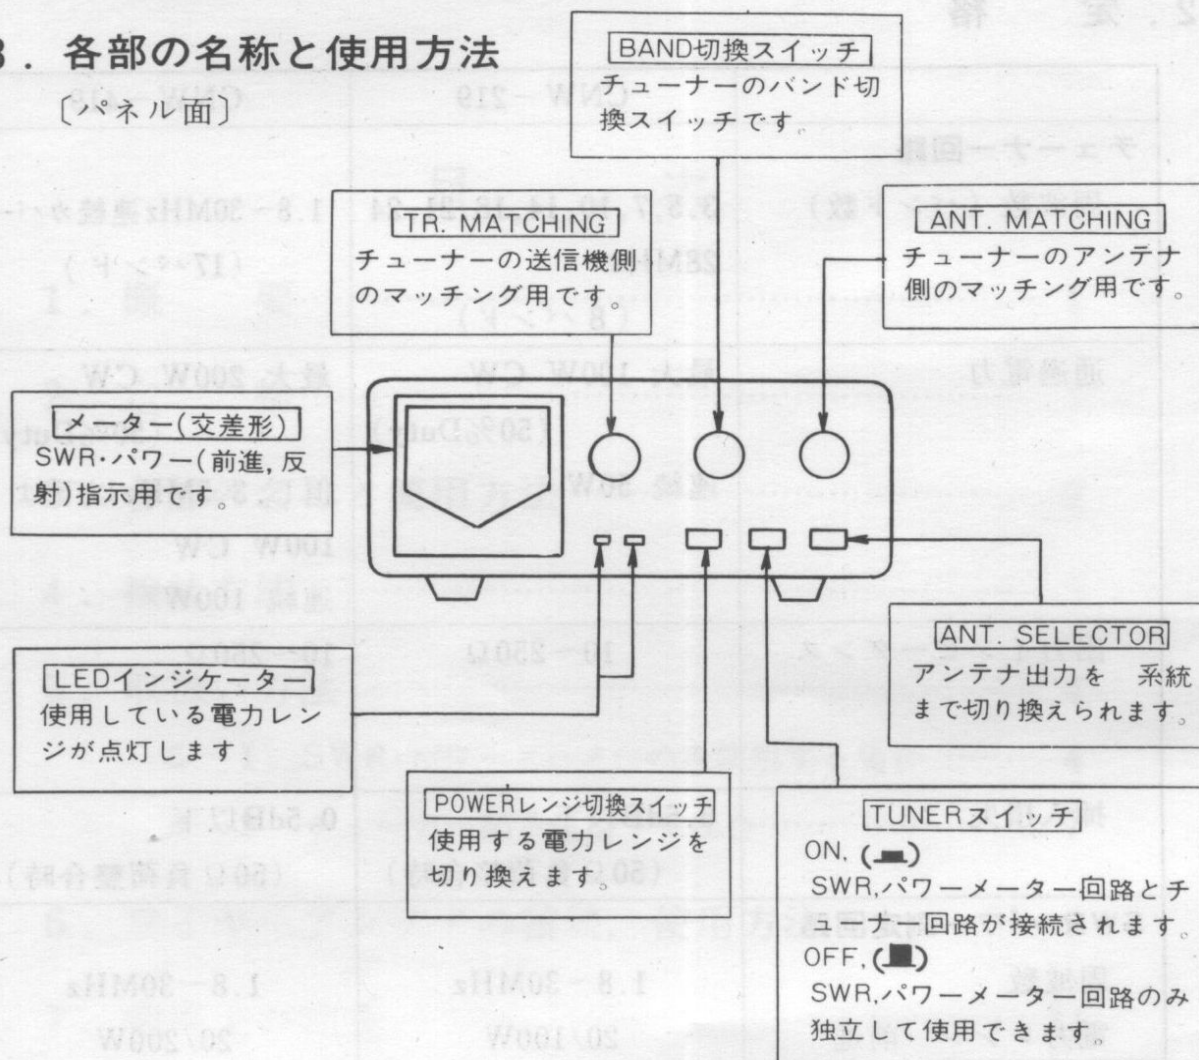 3. 各部の名称と使用方法
〔パネル面〕
BAND切換スイッチ
チューナーのバンド切
換スイッチです。
TR. MATCHING
チューナーの送信機側
のマッチング用です。
ANT. MATCHING
チューナーのアンテナ
側のマッチング用です。
メータ (交差形)
SWR・パワー(前進, 反
射)指示用です。
LEDインジケーター
使用している電力レン
ジが点灯します
POWERレンジ切換スイッチ
使用する電力レンジを
切り換えます。
ANT. SELECTOR
アンテナ出力を 系統
まで切り換えられます。
TUNERスイッチ
ON, ( )
SWR,パワーメーター回路とチ
ューナー回路が接続されます。
OFF, ( )
SWR,パワーメーター回路のみ
独立して使用できます。